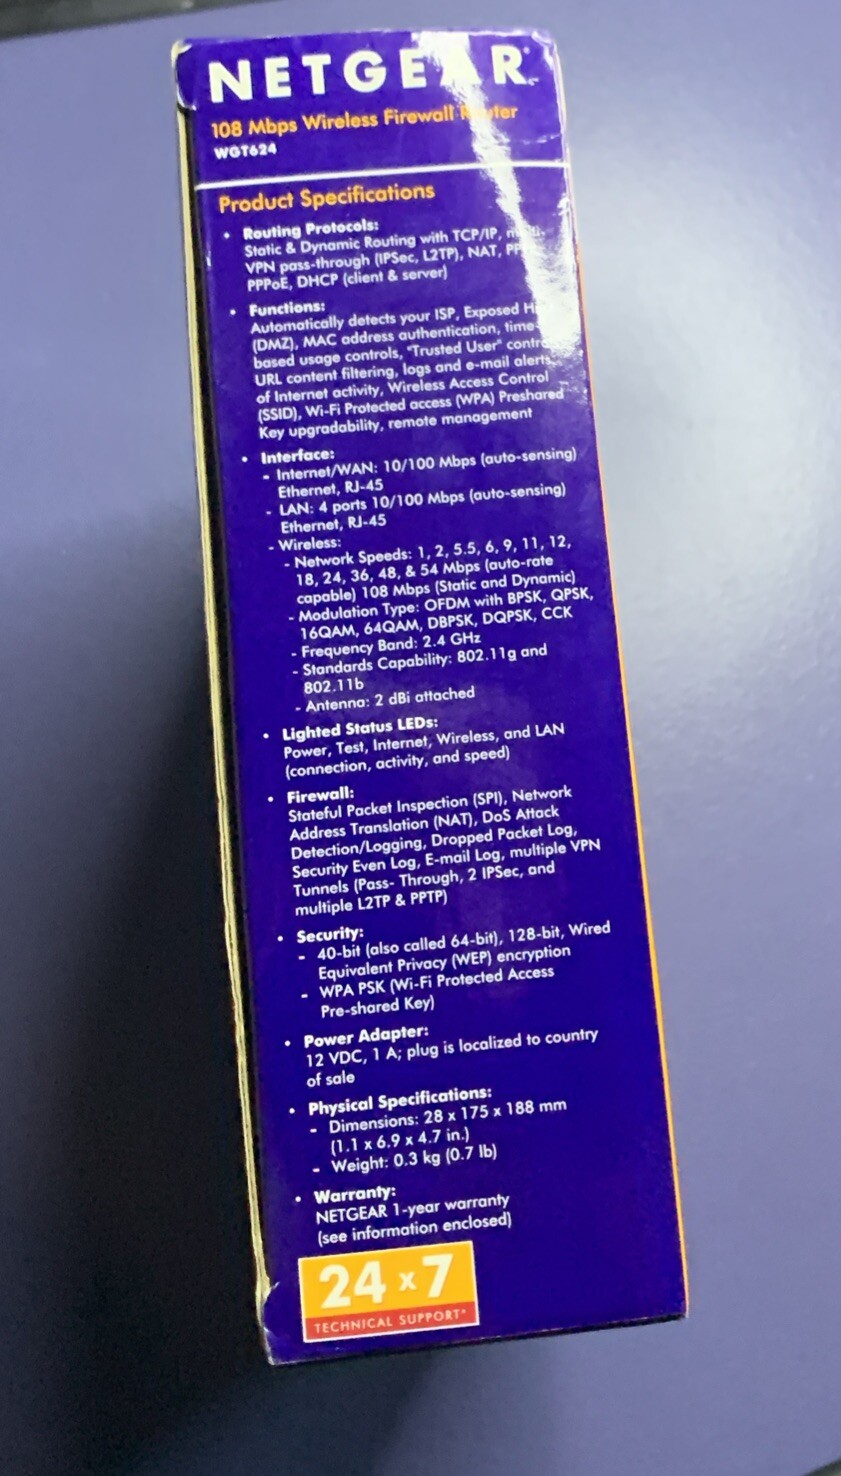 NETGEAR
108 Mbps Wireless Firewall Router
WGT624
Product Specifications
• Routing Protocols:
Static & Dynamic Routing with TCP/IP,
VPN pass-through (IPSec, L2TP), NAT,
PPPoE, DHCP (client & server)
• Functions:
Automatically detects your ISP, Exposed
(DMZ), MAC address authentication, time-
based usage controls, "Trusted User"
URL content filtering, logs and e-mail alerts
of Internet activity, Wireless Access Control
(SSID), Wi-Fi Protected access (WPA) Preshared
Key upgradability, remote management
• Interface:
- Internet/WAN: 10/100 Mbps (auto-sensing)
Ethernet, RJ-45
- LAN: 4 ports 10/100 Mbps (auto-sensing)
Ethernet, RJ-45
- Wireless:
- Network Speeds: 1, 2, 5.5, 6, 9, 11, 12,
18, 24, 36, 48, & 54 Mbps (auto-rate
capable) 108 Mbps (Static and Dynamic)
- Modulation Type: OFDM with BPSK, QPSK,
16QAM, 64QAM, DBPSK, DQPSK, CCK
- Frequency Band: 2.4 GHz
- Standards Capability: 802.11g and
802.11b
- Antenna: 2 dBi attached
• Lighted Status LEDs:
Power, Test, Internet, Wireless, and LAN
(connection, activity, and speed)
• Firewall:
Stateful Packet Inspection (SPI), Network
Address Translation (NAT), DoS Attack
Detection/Logging, Dropped Packet Log,
Security Even Log, E-mail Log, multiple VPN
Tunnels (Pass- Through, 2 IPSec, and
multiple L2TP & PPTP)
• Security:
- 40-bit (also called 64-bit), 128-bit, Wired
Equivalent Privacy (WEP) encryption
- WPA PSK (Wi-Fi Protected Access
Pre-shared Key)
• Power Adapter:
12 VDC, 1 A; plug is localized to country
of sale
• Physical Specifications:
- Dimensions: 28 x 175 x 188 mm
(1.1 x 6.9 x 4.7 in.)
- Weight: 0.3 kg (0.7 lb)
• Warranty:
NETGEAR 1-year warranty
(see information enclosed)
24 x 7
TECHNICAL SUPPORT*